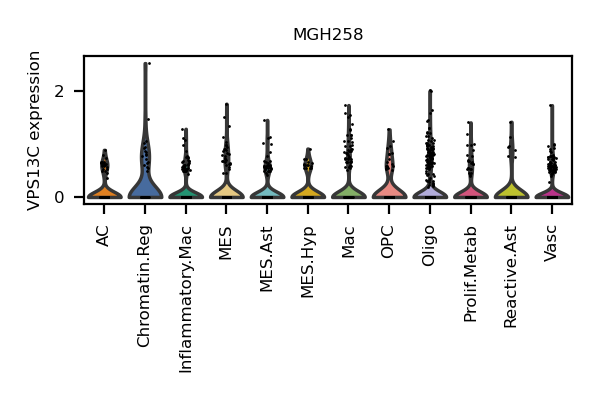 MGH258
VPS13C expression
2
0
AC
Chromatin.Reg
Inflammatory.Mac
MES
MES.Ast
MES.Hyp
Mac
OPC
Oligo
Prolif.Metab
Reactive.Ast
Vasc